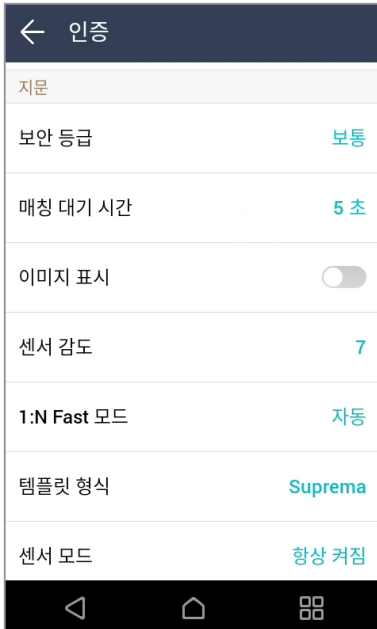 인증
지문
보안 등급 보통
매칭 대기 시간 5 초
이미지 표시
센서 감도 7
1:N Fast 모드 자동
템플릿 형식 Suprema
센서 모드 항상 켜짐